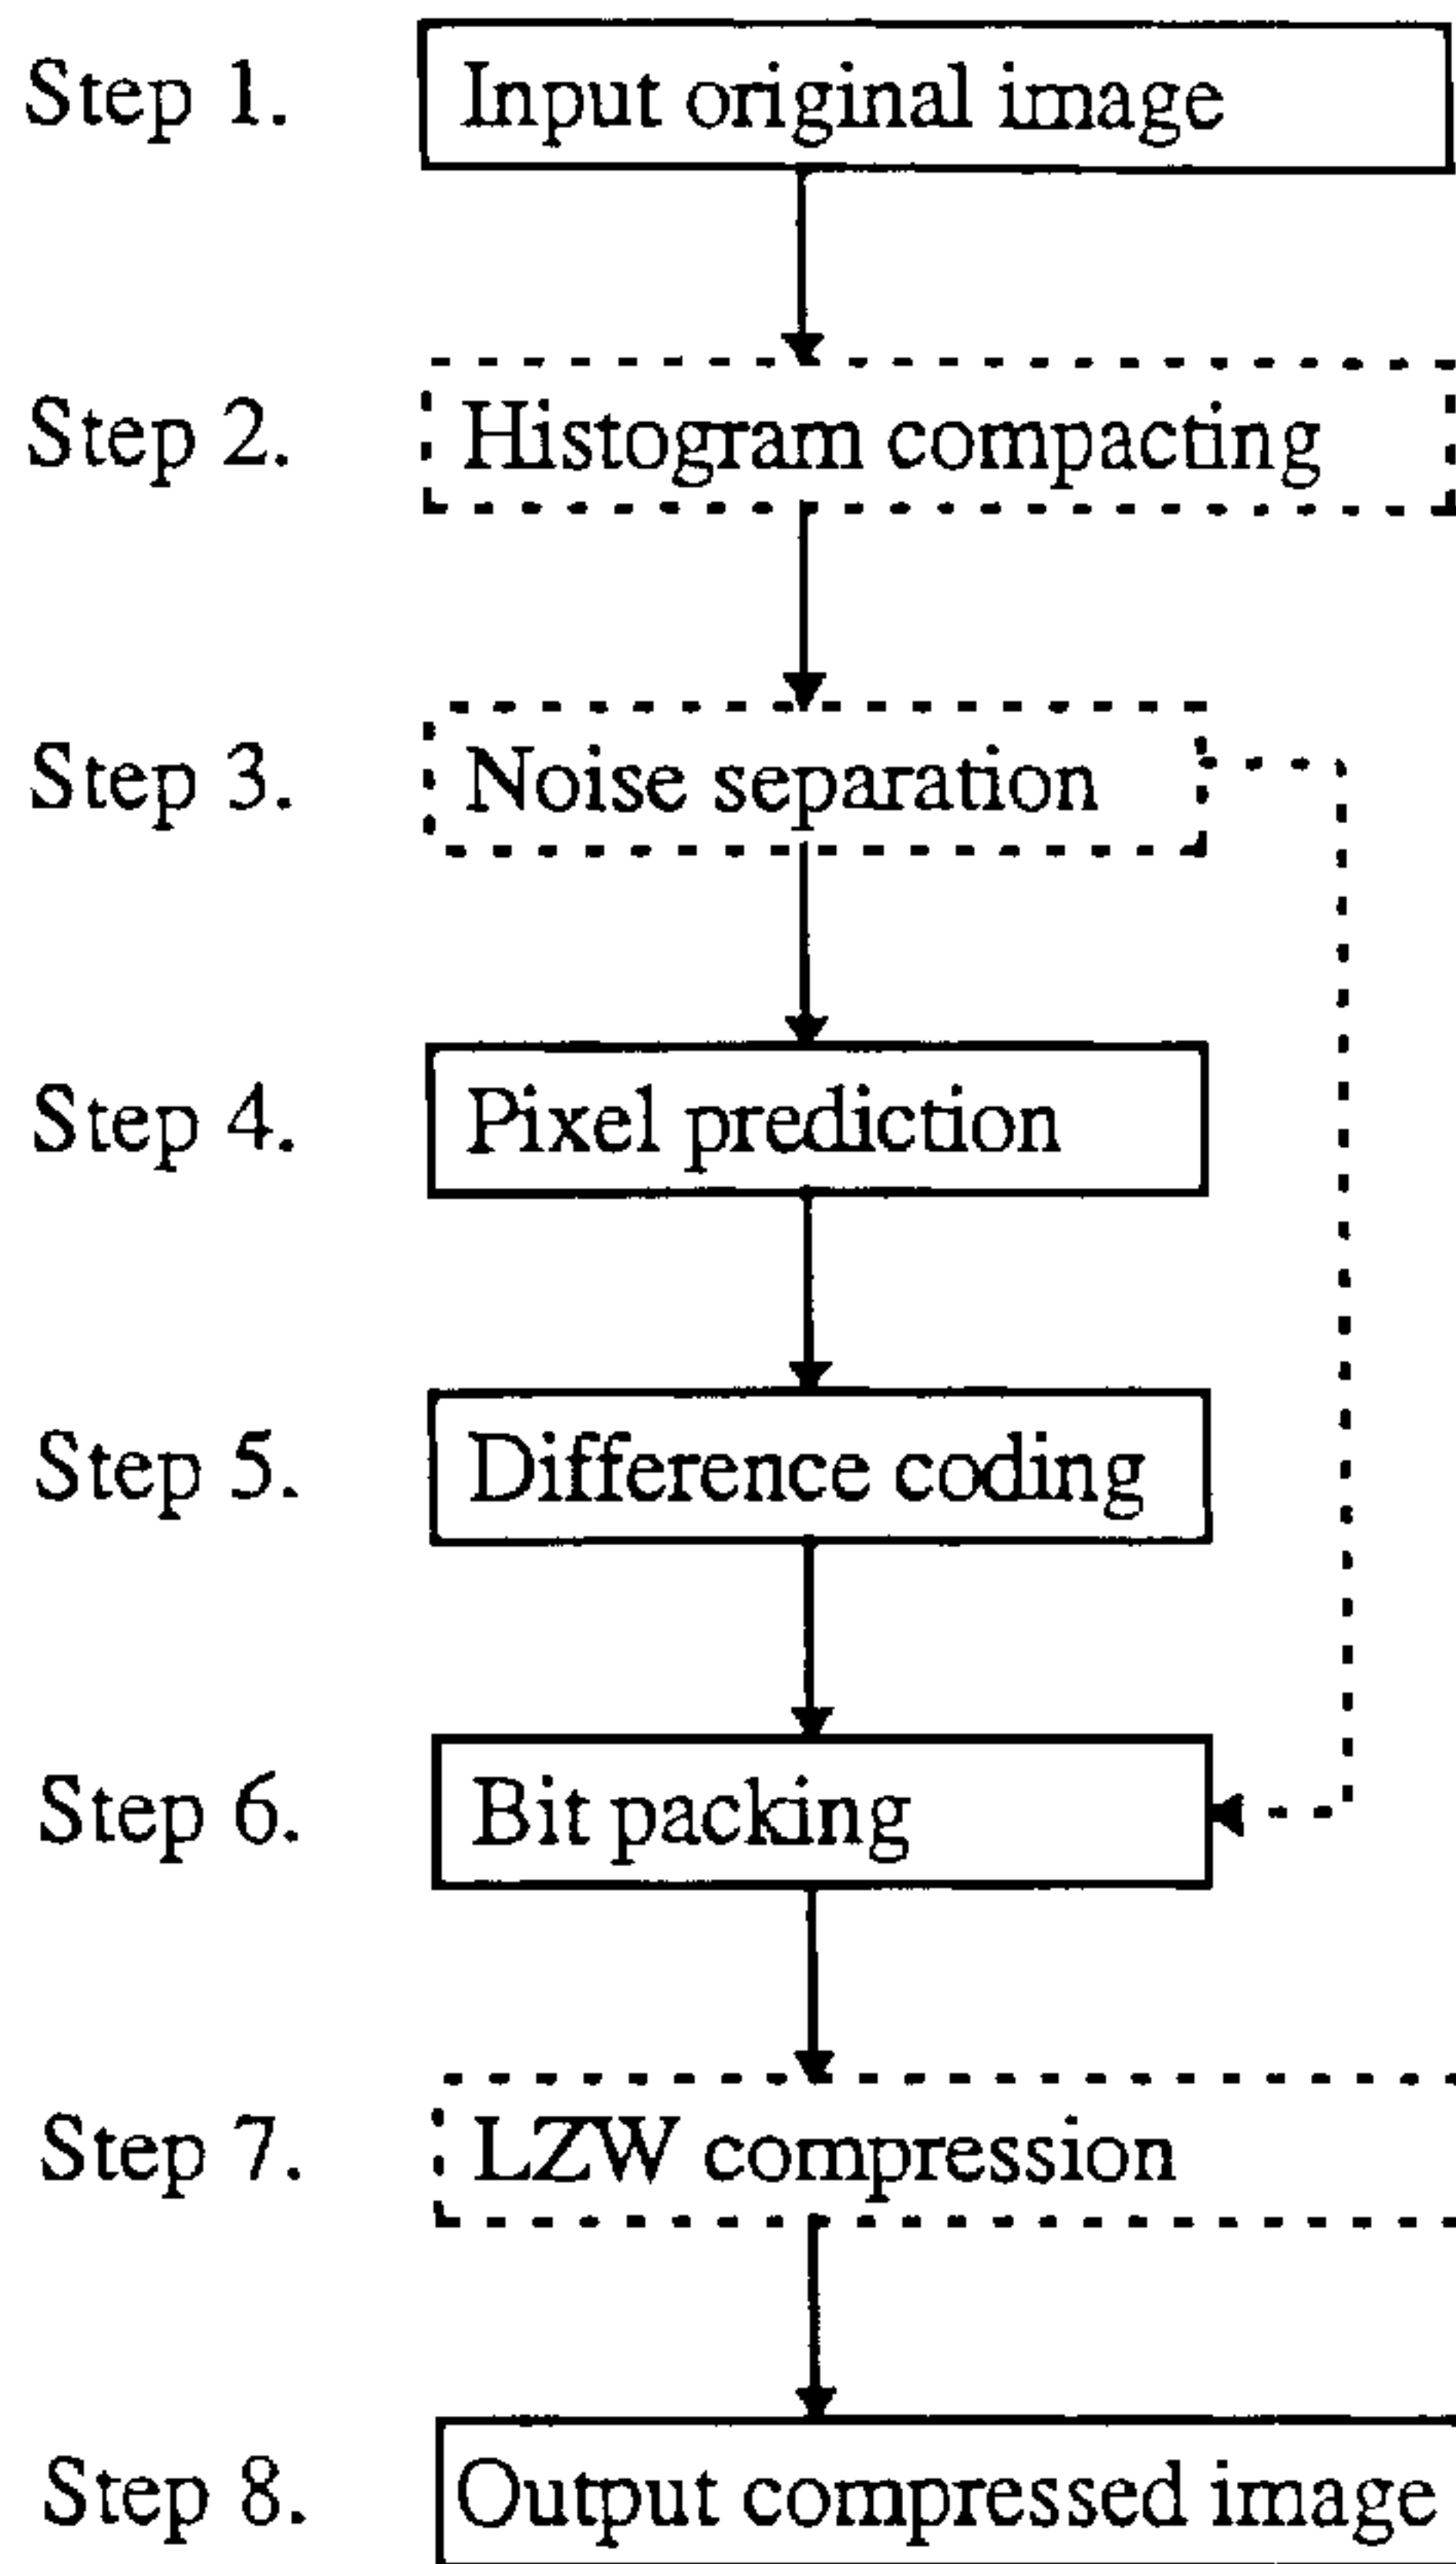 Step 1. Input original image
Step 2. Histogram compacting
Step 3. Noise separation
Step 4. Pixel prediction
Step 5. Difference coding
Step 6. Bit packing
Step 7. LZW compression
Step 8. Output compressed image